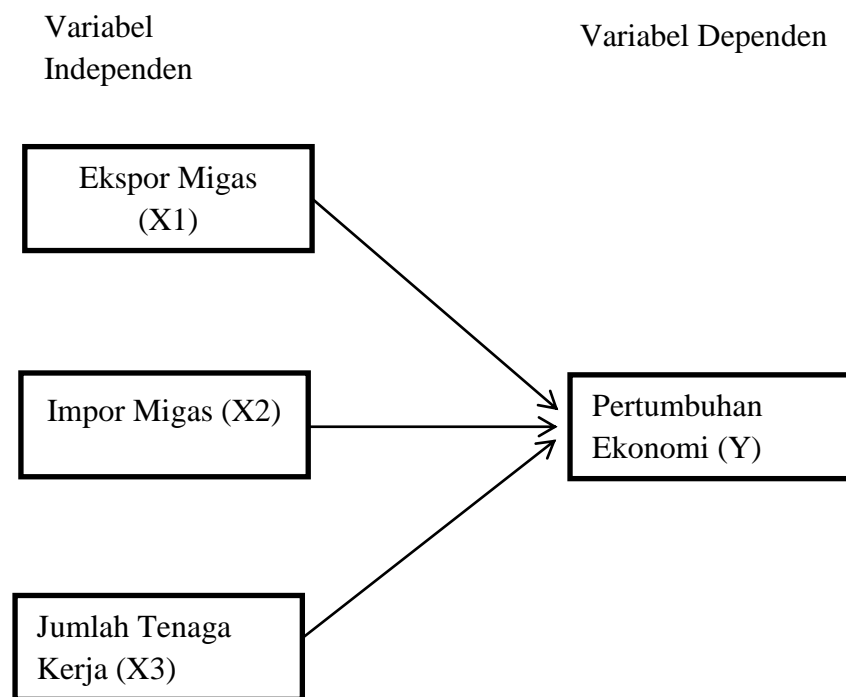 Variabel
Independen
Variabel Dependen
Ekspor Migas
(X1)
Impor Migas (X2)
Pertumbuhan
Ekonomi (Y)
Jumlah Tenaga
Kerja (X3)